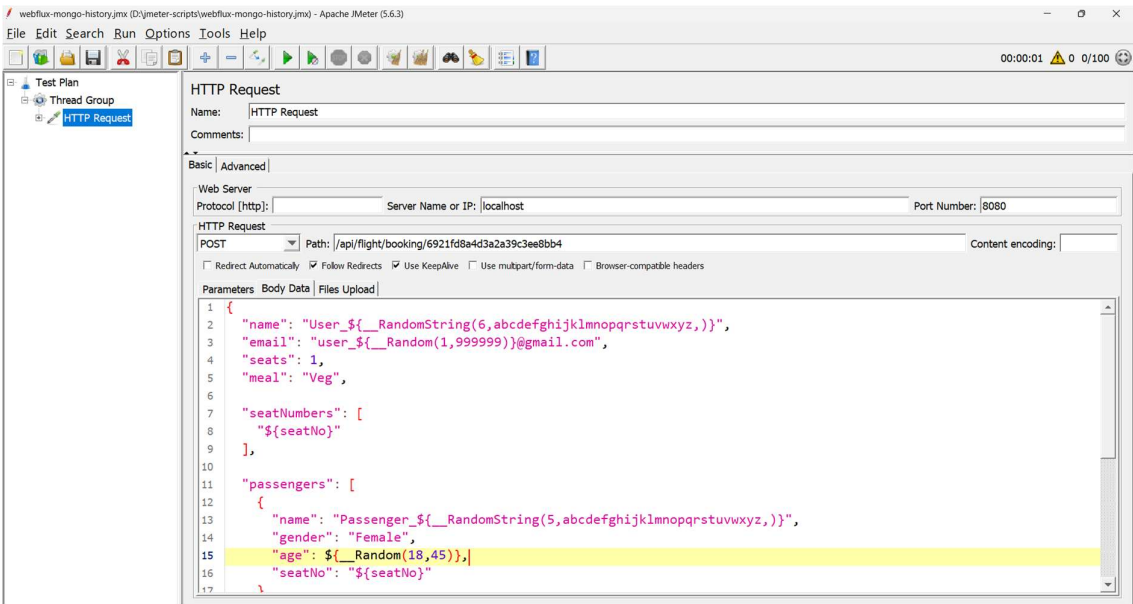 webflux-mongo-history.jmx (D:\jmeter-scripts\webflux-mongo-history.jmx) - Apache JMeter (5.6.3)
File Edit Search Run Options Tools Help
00:00:01 0 0/100
Test Plan
Thread Group
HTTP Request
HTTP Request
Name: HTTP Request
Comments:
Basic Advanced
Web Server
Protocol [http]: Server Name or IP: localhost Port Number: 8080
HTTP Request
POST Path: /api/flight/booking/6921fd8a4d3a2a39c3ee8bb4 Content encoding:
Redirect Automatically Follow Redirects Use KeepAlive Use multipart/form-data Browser-compatible headers
Parameters Body Data Files Upload
1 {
2 "name": "User_${__RandomString(6,abcdefghijklmnopqrstuvwxyz,)}",
3 "email": "user_${__Random(1,999999)}@gmail.com",
4 "seats": 1,
5 "meal": "Veg",
6
7 "seatNumbers": [
8 "${seatNo}"
9 ],
10
11 "passengers": [
12 {
13 "name": "Passenger_${__RandomString(5,abcdefghijklmnopqrstuvwxyz,)}",
14 "gender": "Female",
15 "age": ${__Random(18,45)},
16 "seatNo": "${seatNo}"
17 }